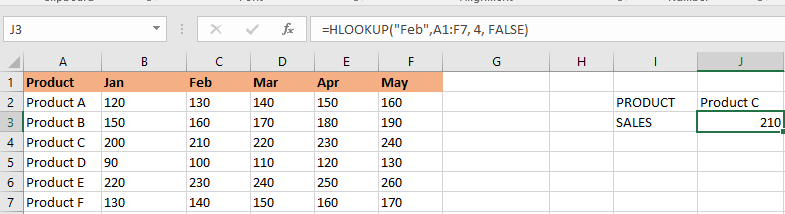 J3 fx =HLOOKUP("Feb",A1:F7, 4, FALSE)
A B C D E F G H I J
1 Product Jan Feb Mar Apr May
2 Product A 120 130 140 150 160 PRODUCT Product C
3 Product B 150 160 170 180 190 SALES 210
4 Product C 200 210 220 230 240
5 Product D 90 100 110 120 130
6 Product E 220 230 240 250 260
7 Product F 130 140 150 160 170